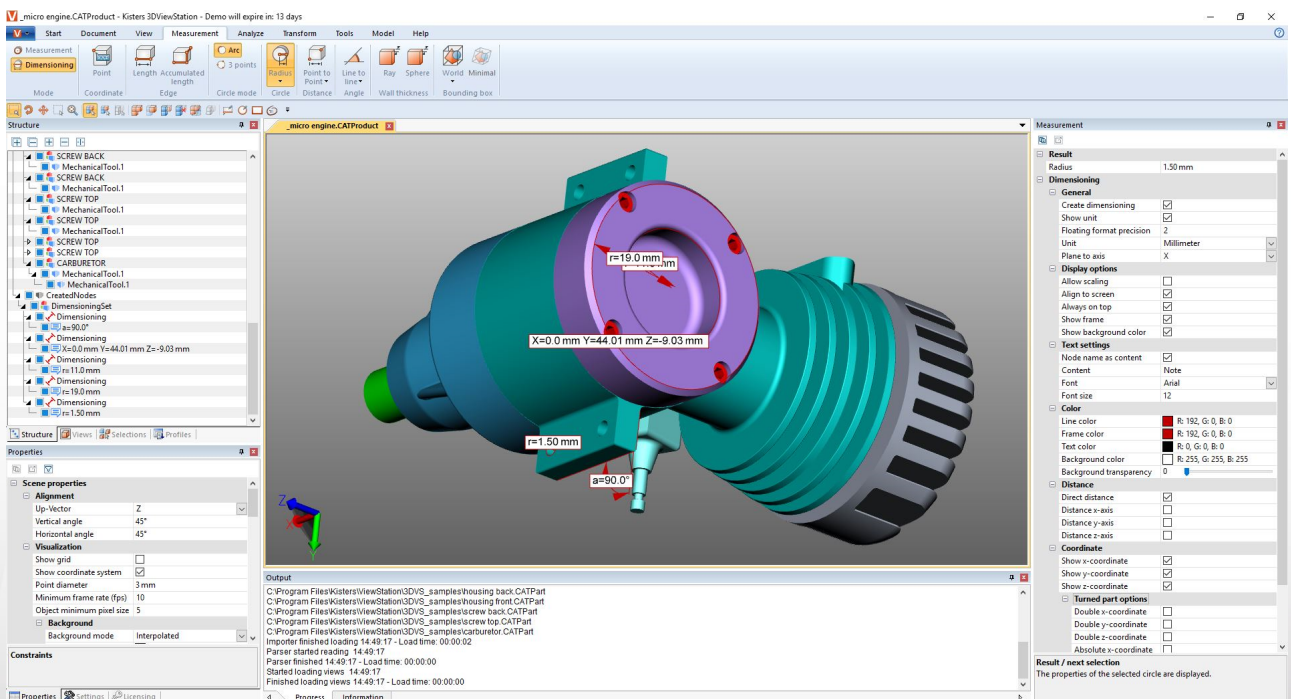 _micro engine.CATProduct - Kisters 3DViewStation - Demo will expire in: 13 days
Start Document View Measurement Analyze Transform Tools Model Help
Measurement
Dimensioning
Point
Length
Accumulated length
Arc
3 points
Radius
Point to Point
Line to line
Ray
Sphere
World
Minimal
Mode Coordinate Edge Circle mode Circle Distance Angle Wall thickness Bounding box
Structure
SCREW BACK
MechanicalTool.1
SCREW BACK
MechanicalTool.1
SCREW TOP
MechanicalTool.1
SCREW TOP
MechanicalTool.1
SCREW TOP
SCREW TOP
CARBURETOR
MechanicalTool.1
MechanicalTool.1
CreatedNodes
DimensioningSet
Dimensioning
a=90.0°
Dimensioning
X=0.0 mm Y=44.01 mm Z=-9.03 mm
Dimensioning
r=11.0 mm
Dimensioning
r=19.0 mm
Dimensioning
r=1.50 mm
Structure Views Selections Profiles
Properties
Scene properties
Alignment
Up-Vector Z
Vertical angle 45°
Horizontal angle 45°
Visualization
Show grid
Show coordinate system
Point diameter 3 mm
Minimum frame rate (fps) 10
Object minimum pixel size 5
Background
Background mode Interpolated
Constraints
Properties Settings Licensing
_micro engine.CATProduct
r=19.0 mm
X=0.0 mm Y=44.01 mm Z=-9.03 mm
r=1.50 mm
a=90.0°
Z
X
Y
Output
C:\Program Files\Kisters\ViewStation\3DVS_samples\housing back.CATPart
C:\Program Files\Kisters\ViewStation\3DVS_samples\housing front.CATPart
C:\Program Files\Kisters\ViewStation\3DVS_samples\screw back.CATPart
C:\Program Files\Kisters\ViewStation\3DVS_samples\screw top.CATPart
C:\Program Files\Kisters\ViewStation\3DVS_samples\carburetor.CATPart
Importer finished loading 14:49:17 - Load time: 00:00:02
Parser started reading 14:49:17
Parser finished 14:49:17 - Load time: 00:00:00
Started loading views 14:49:17
Finished loading views 14:49:17 - Load time: 00:00:00
Progress Information
Measurement
Result
Radius 1.50 mm
Dimensioning
General
Create dimensioning
Show unit
Floating format precision 2
Unit Millimeter
Plane to axis X
Display options
Allow scaling
Align to screen
Always on top
Show frame
Show background color
Text settings
Node name as content
Content Note
Font Arial
Font size 12
Color
Line color R: 192, G: 0, B: 0
Frame color R: 192, G: 0, B: 0
Text color R: 0, G: 0, B: 0
Background color R: 255, G: 255, B: 255
Background transparency 0
Distance
Direct distance
Distance x-axis
Distance y-axis
Distance z-axis
Coordinate
Show x-coordinate
Show y-coordinate
Show z-coordinate
Turned part options
Double x-coordinate
Double y-coordinate
Double z-coordinate
Absolute x-coordinate
Result / next selection
The properties of the selected circle are displayed.